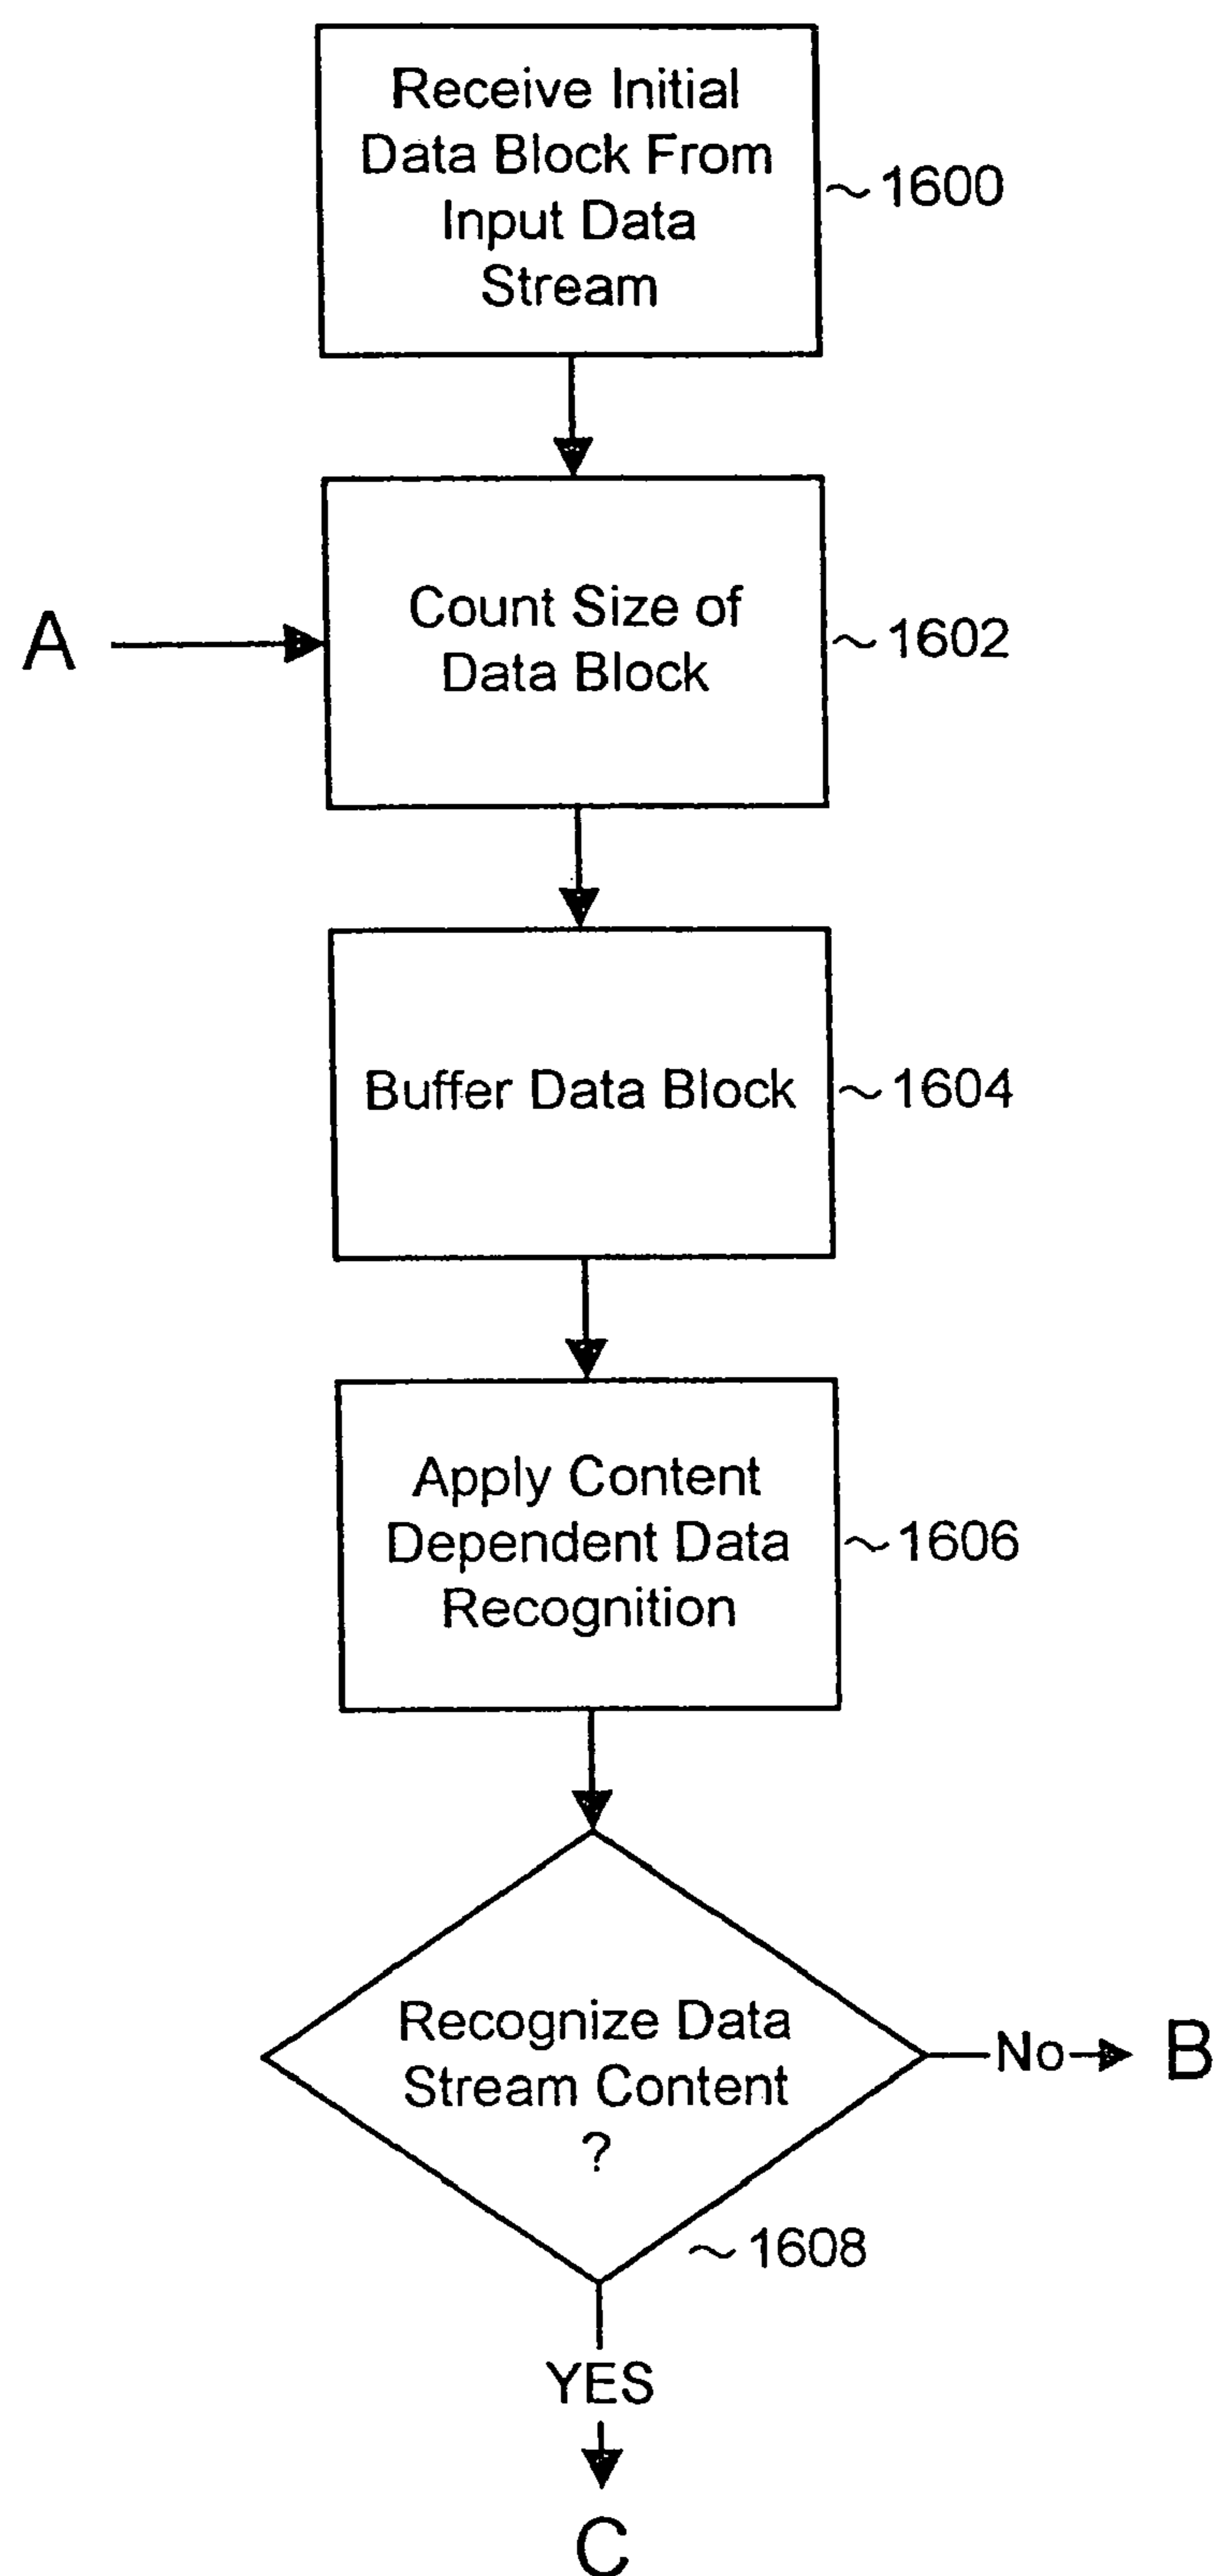 Receive Initial
Data Block From
Input Data
Stream
~1600
A
Count Size of
Data Block
~1602
Buffer Data Block
~1604
Apply Content
Dependent Data
Recognition
~1606
Recognize Data
Stream Content
?
No
B
~1608
YES
C